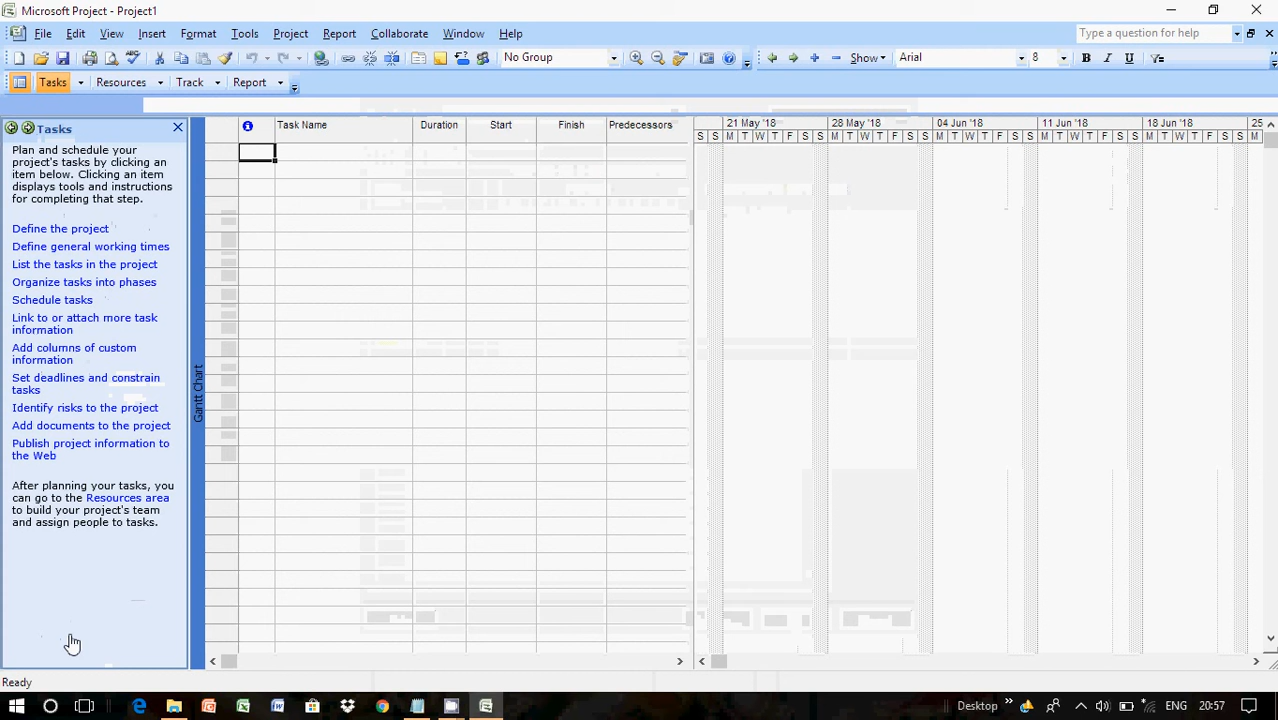 Microsoft Project - Project1
File Edit View Insert Format Tools Project Report Collaborate Window Help
Type a question for help
No Group
Show
Arial
8
B I U
Tasks Resources Track Report
Tasks
Plan and schedule your
project's tasks by clicking an
item below. Clicking an item
displays tools and instructions
for completing that step.
Define the project
Define general working times
List the tasks in the project
Organize tasks into phases
Schedule tasks
Link to or attach more task
information
Add columns of custom
information
Set deadlines and constrain
tasks
Identify risks to the project
Add documents to the project
Publish project information to
the Web
After planning your tasks, you
can go to the Resources area
to build your project's team
and assign people to tasks.
Gantt Chart
Task Name Duration Start Finish Predecessors
21 May '18 28 May '18 04 Jun '18 11 Jun '18 18 Jun '18 25
S S M T W T F S S M T W T F S S M T W T F S S M T W T F S S M T W T F S S M
Ready
Desktop
ENG
20:57